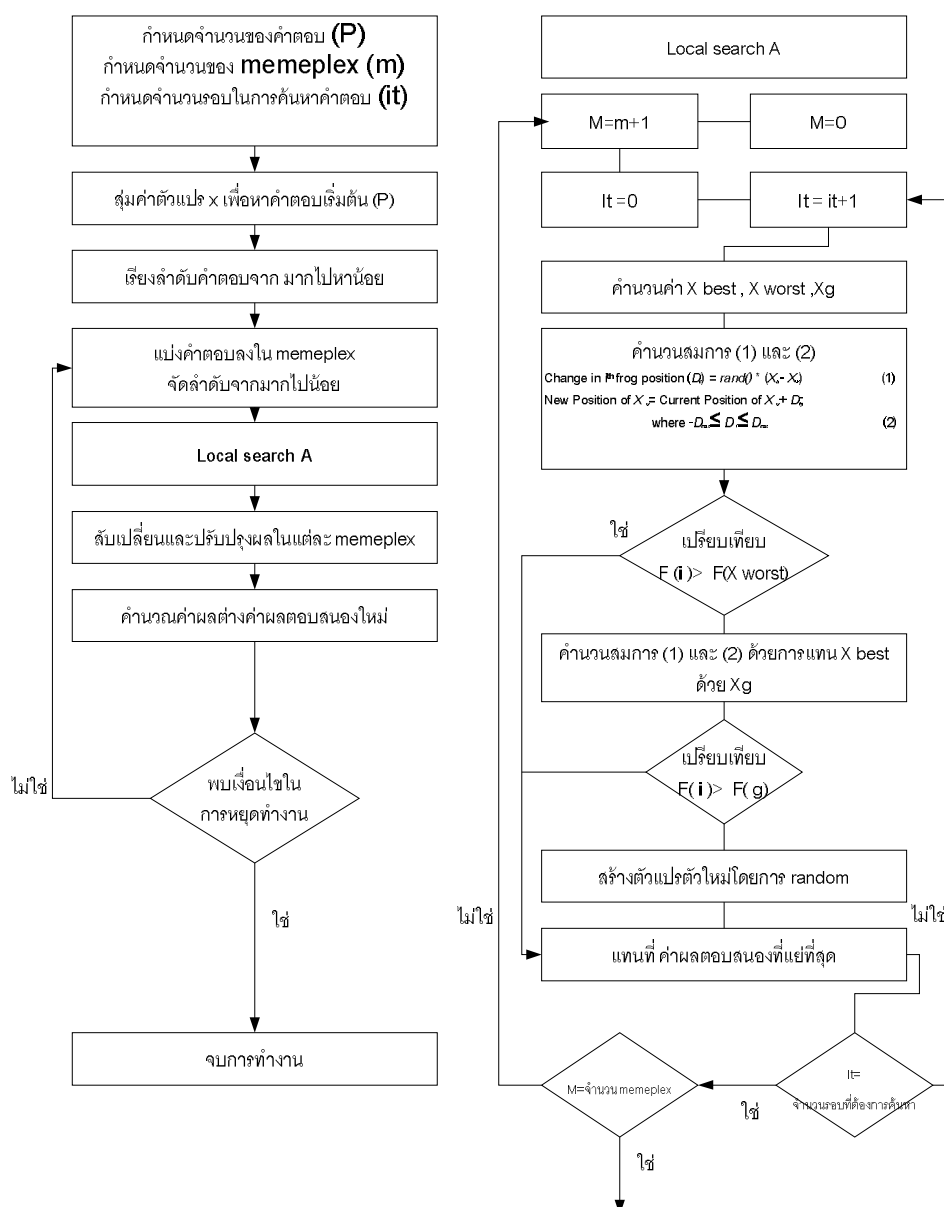 กำหนดจำนวนของคำตอบ (P)
กำหนดจำนวนของ memeplex (m)
กำหนดจำนวนรอบในการค้นหาคำตอบ (it)
สุ่มค่าตัวแปร x เพื่อหาคำตอบเริ่มต้น (P)
เรียงลำดับคำตอบจาก มากไปหาน้อย
แบ่งคำตอบลงใน memeplex
จัดลำดับจากมากไปน้อย
Local search A
สับเปลี่ยนและปรับปรุงผลในแต่ละ memeplex
คำนวณค่าผลต่างค่าผลตอบสนองใหม่
พบเงื่อนไขใน
การหยุดทำงาน
ไม่ใช่
ใช่
จบการทำงาน
Local search A
M=m+1
M=0
It =0
It = it+1
คำนวนค่า X best , X worst ,Xg
คำนวนสมการ (1) และ (2)
Change in frog position = rand() * (1)
New Position of = Current Position of
where (2)
ใช่
เปรียบเทียบ
F (i) > F(X worst)
คำนวนสมการ (1) และ (2) ด้วยการแทน X best
ด้วย Xg
เปรียบเทียบ
F( i )> F( g)
สร้างตัวแปรตัวใหม่โดยการ random
ไม่ใช่
ไม่ใช่
แทนที่ ค่าผลตอบสนองที่แย่ที่สุด
M=จำนวน memeplex
ใช่
It=
จำนวนรอบที่ต้องการค้นหา
ใช่